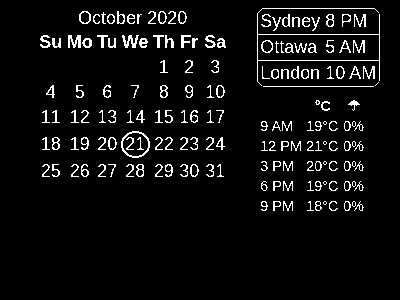 October 2020
Su Mo Tu We Th Fr Sa
1 2 3
4 5 6 7 8 9 10
11 12 13 14 15 16 17
18 19 20 21 22 23 24
25 26 27 28 29 30 31
Sydney 8 PM
Ottawa 5 AM
London 10 AM
°C ☂
9 AM 19°C 0%
12 PM 21°C 0%
3 PM 20°C 0%
6 PM 19°C 0%
9 PM 18°C 0%